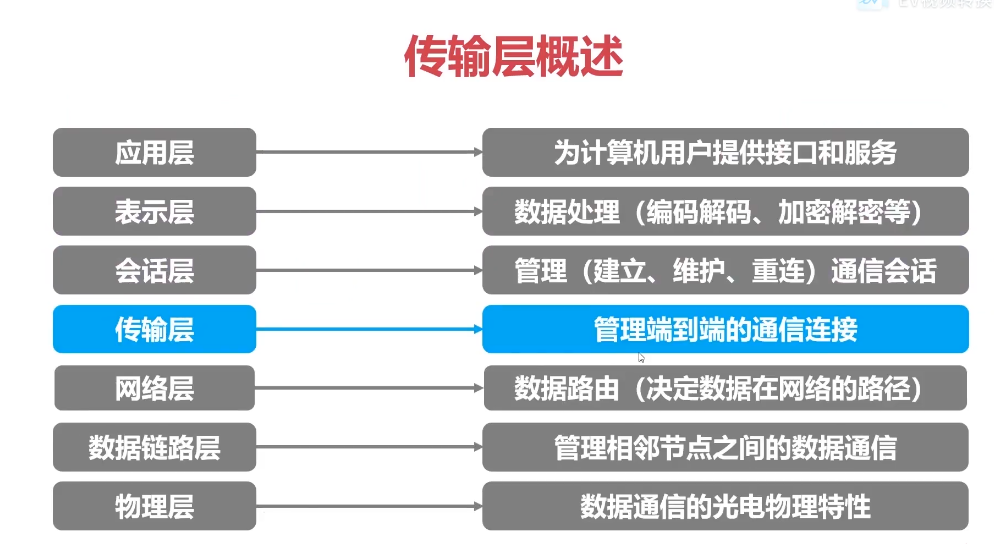 EV视频转换
传输层概述
应用层 为计算机用户提供接口和服务
表示层 数据处理（编码解码、加密解密等）
会话层 管理（建立、维护、重连）通信会话
传输层 管理端到端的通信连接
网络层 数据路由（决定数据在网络的路径）
数据链路层 管理相邻节点之间的数据通信
物理层 数据通信的光电物理特性